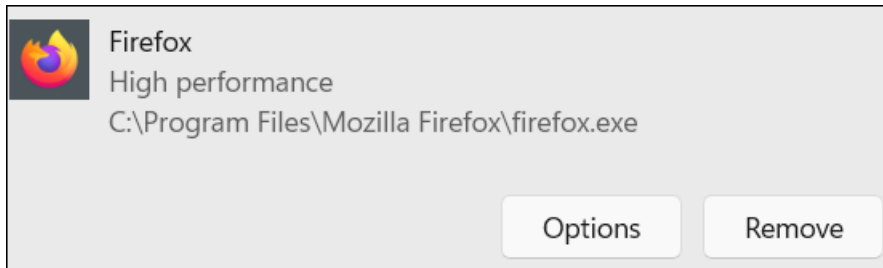 Firefox
High performance
C:\Program Files\Mozilla Firefox\firefox.exe
Options
Remove